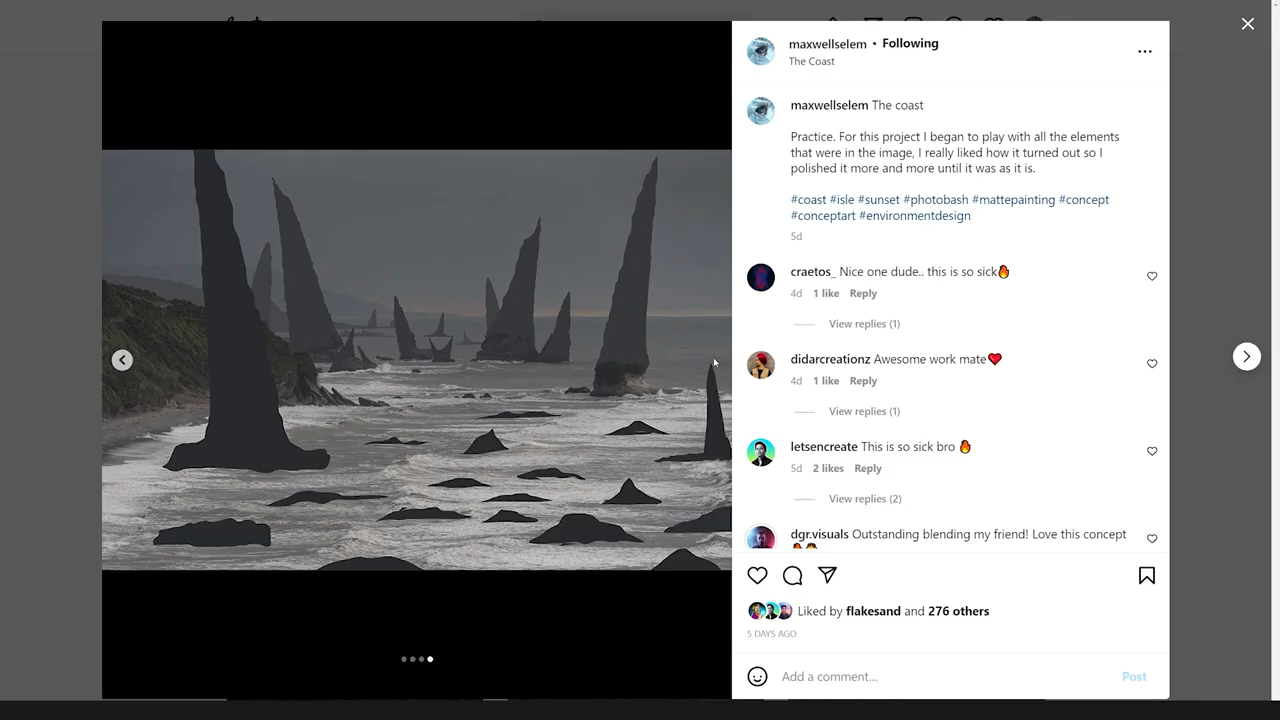 maxwellselem • Following
The Coast
maxwellselem The coast
Practice. For this project I began to play with all the elements
that were in the image, I really liked how it turned out so I
polished it more and more until it was as it is.
#coast #isle #sunset #photobash #mattepainting #concept
#conceptart #environmentdesign
5d
craetos_ Nice one dude.. this is so sick🔥
4d 1 like Reply
View replies (1)
didarcreationz Awesome work mate❤️
4d 1 like Reply
View replies (1)
letsencreate This is so sick bro 🔥
5d 2 likes Reply
View replies (2)
dgr.visuals Outstanding blending my friend! Love this concept
Liked by flakesand and 276 others
5 DAYS AGO
Add a comment...
Post